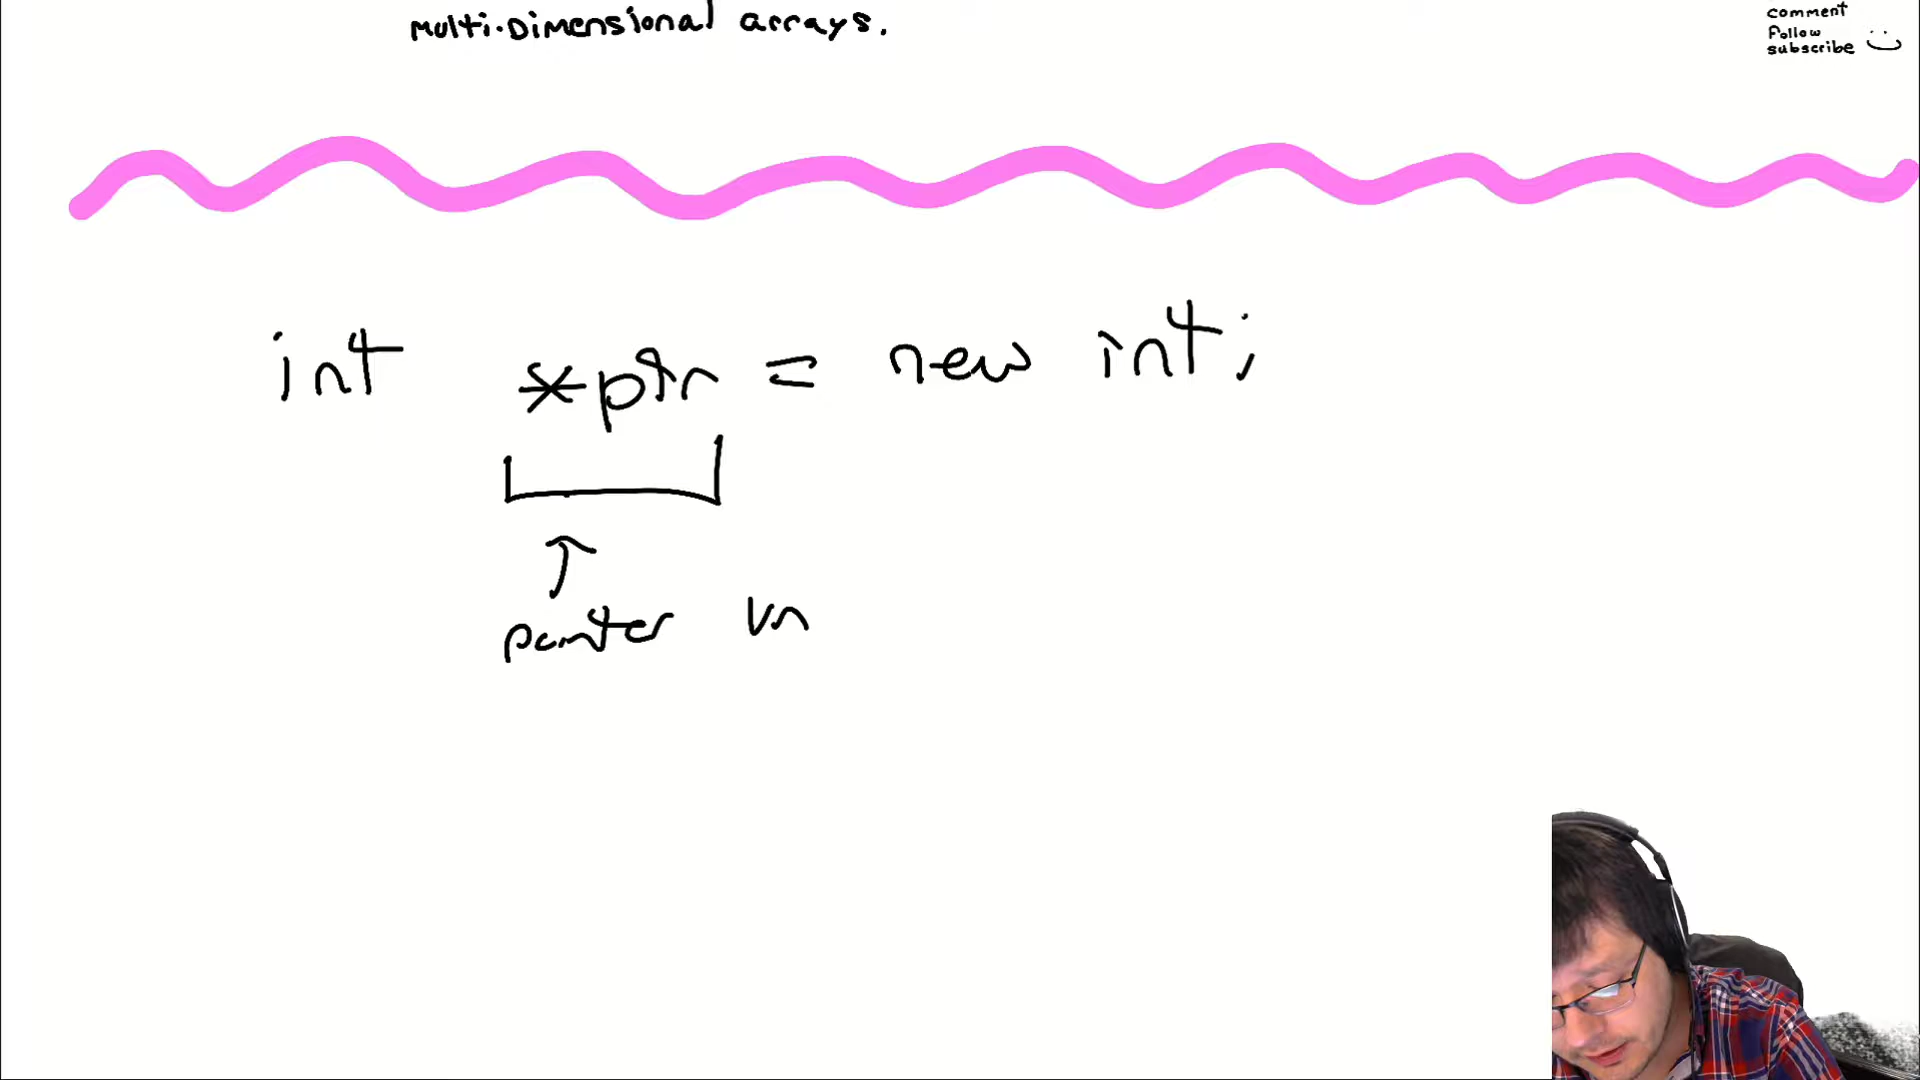 multi-Dimensional arrays.
comment
follow
subscribe
int *ptr = new int;
pointer